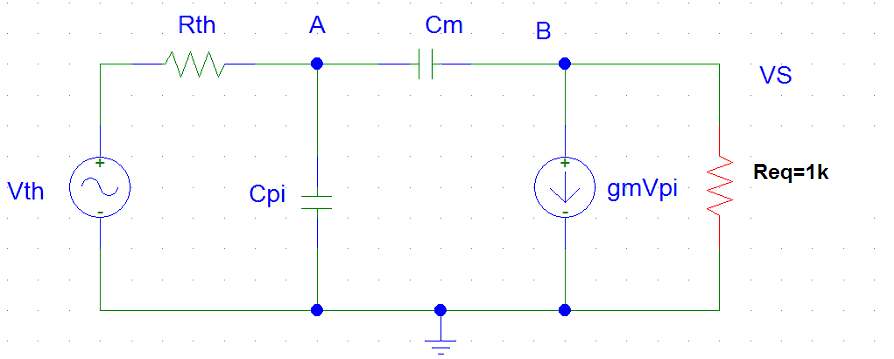 Rth
A
Cm
B
VS
Vth
Cpi
gmVpi
Req=1k